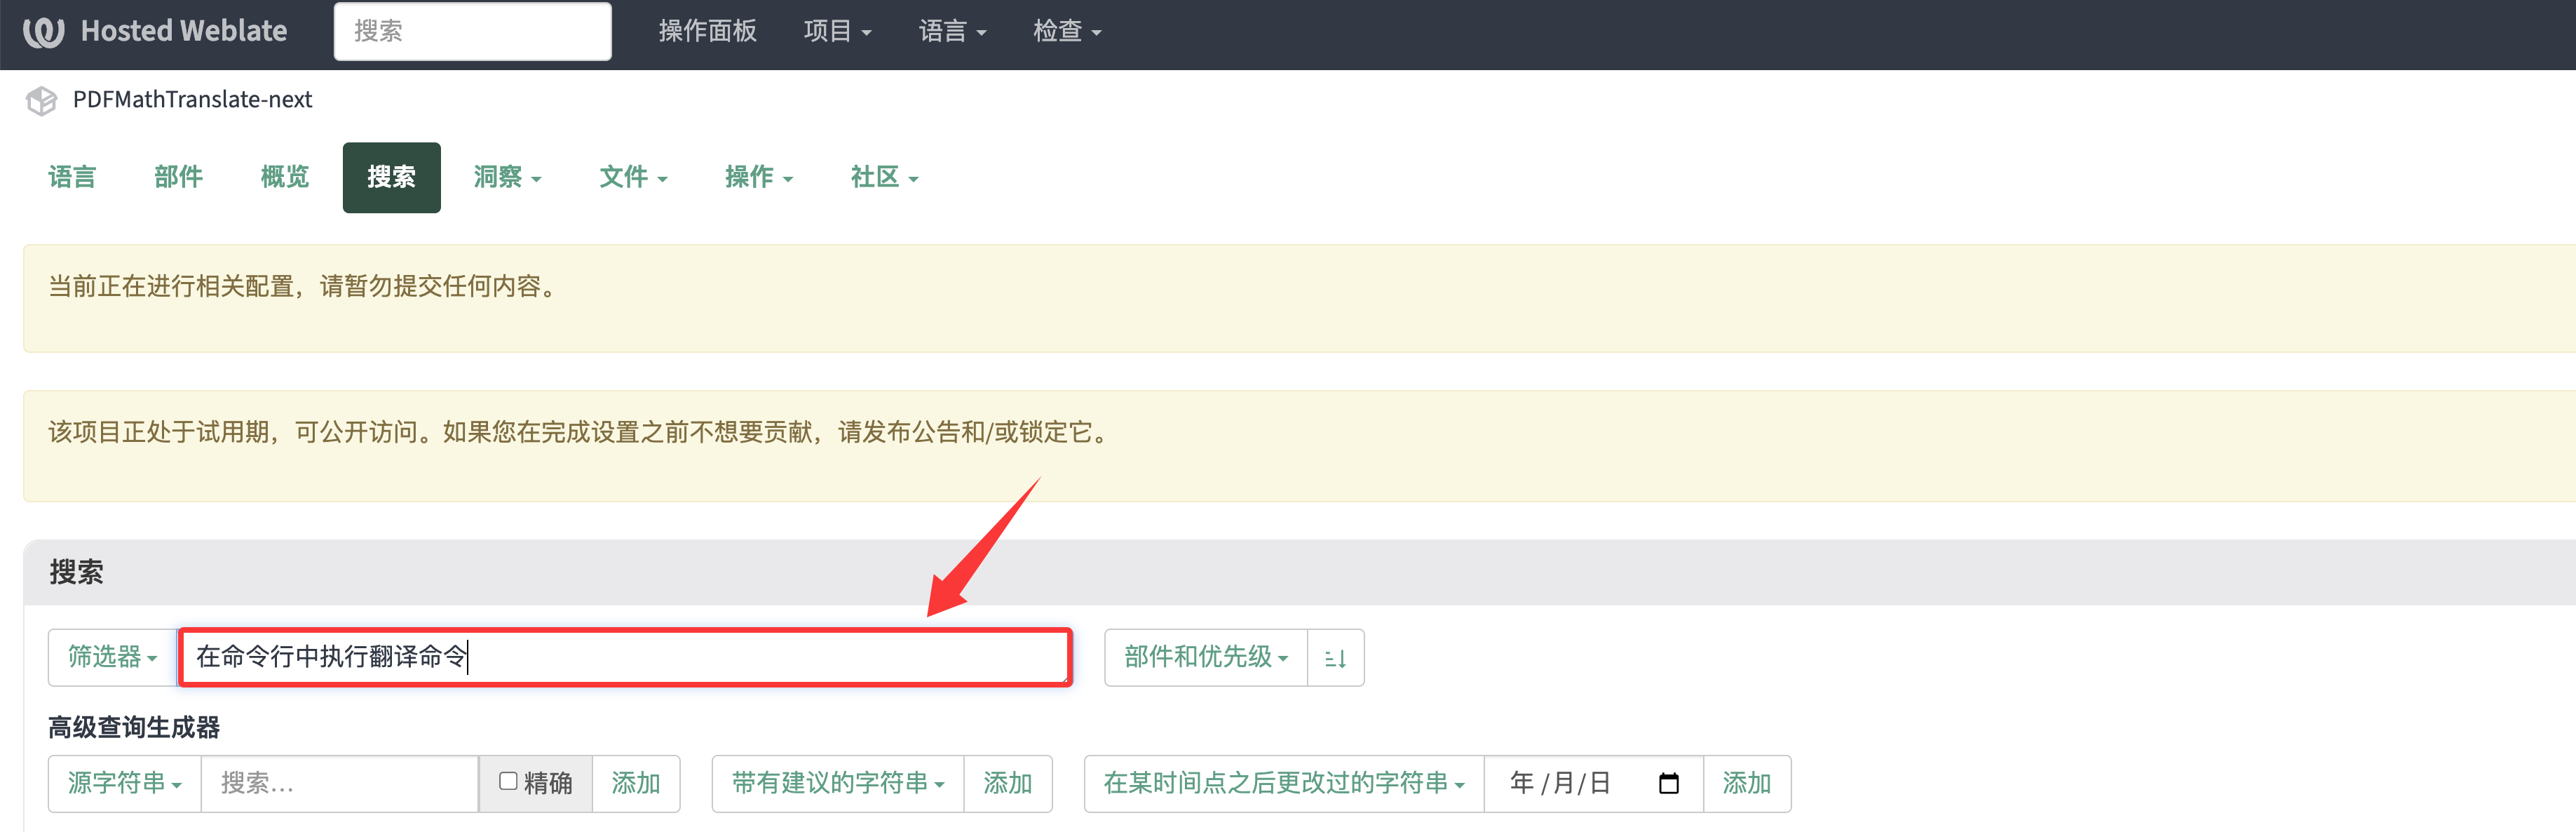 Hosted Weblate 搜索 操作面板 项目 语言 检查
PDFMathTranslate-next
语言 部件 概览 搜索 洞察 文件 操作 社区
当前正在进行相关配置，请暂勿提交任何内容。
该项目正处于试用期，可公开访问。如果您在完成设置之前不想要贡献，请发布公告和/或锁定它。
搜索
筛选器 在命令行中执行翻译命令 部件和优先级
高级查询生成器
源字符串 搜索… 精确 添加 带有建议的字符串 添加 在某时间点之后更改过的字符串 年 /月/日 添加